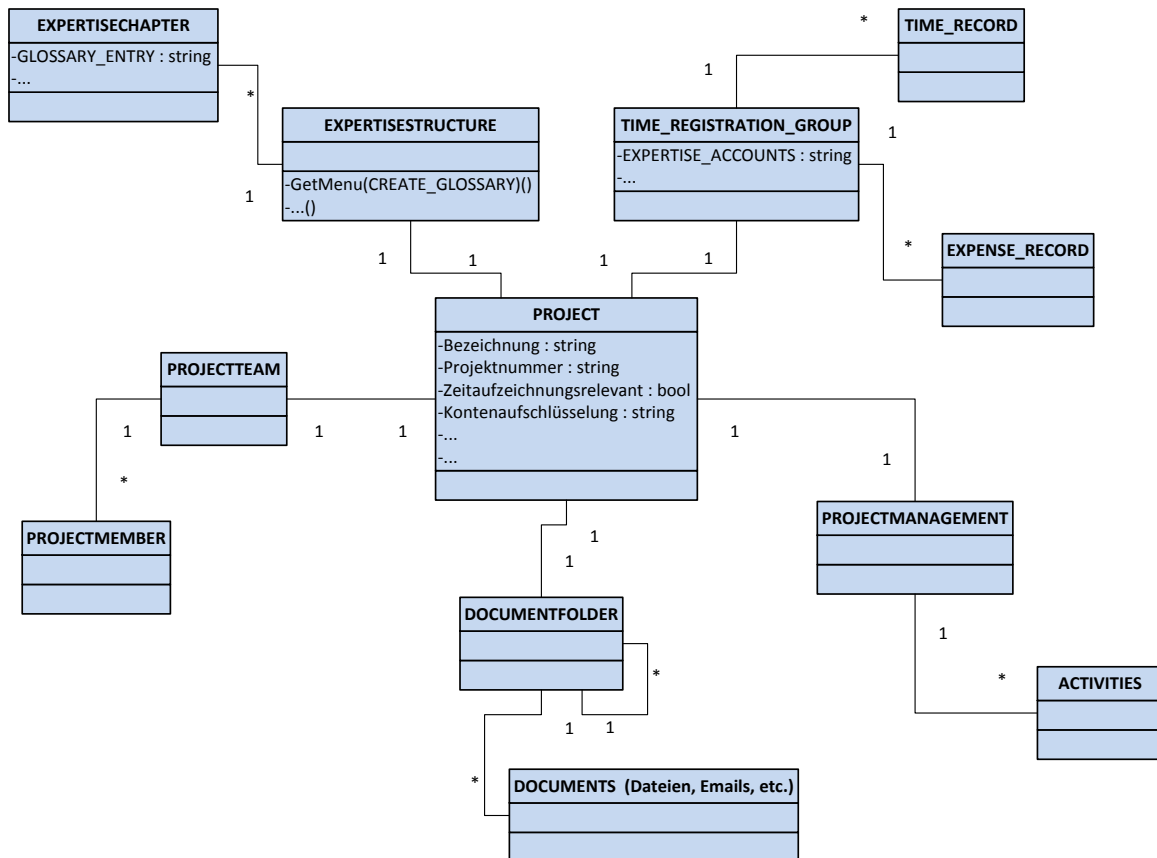 EXPERTISECHAPTER
-GLOSSARY_ENTRY : string
-...
*
1
EXPERTISESTRUCTURE
-GetMenu(CREATE_GLOSSARY)()
-...()
*
TIME_RECORD
1
TIME_REGISTRATION_GROUP
-EXPERTISE_ACCOUNTS : string
-...
1
*
EXPENSE_RECORD
1
1
1
1
PROJECT
-Bezeichnung : string
-Projektnummer : string
-Zeitaufzeichnungsrelevant : bool
-Kontenaufschlüsselung : string
-...
-...
PROJECTTEAM
1
1
1
*
PROJECTMEMBER
1
1
PROJECTMANAGEMENT
1
*
ACTIVITIES
1
1
DOCUMENTFOLDER
*
1
1
*
DOCUMENTS (Dateien, Emails, etc.)